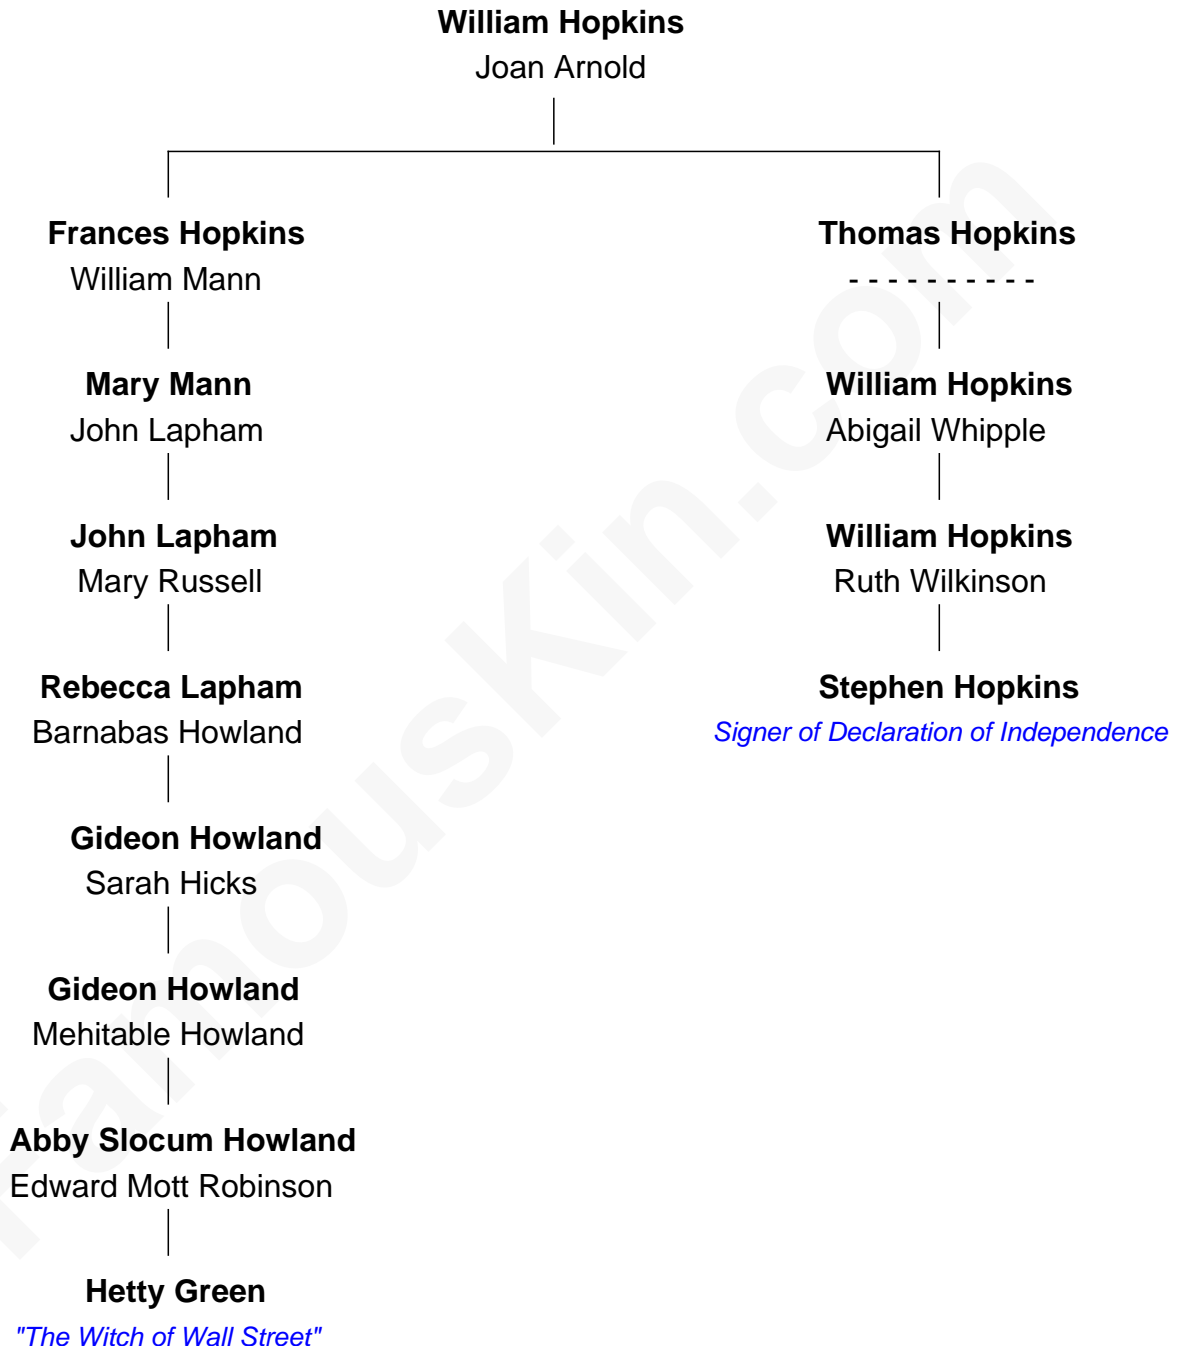 William Hopkins
Joan Arnold
Frances Hopkins
William Mann
Thomas Hopkins
- - - - - - - - - -
Mary Mann
John Lapham
William Hopkins
Abigail Whipple
John Lapham
Mary Russell
William Hopkins
Ruth Wilkinson
Rebecca Lapham
Barnabas Howland
Stephen Hopkins
Signer of Declaration of Independence
Gideon Howland
Sarah Hicks
Gideon Howland
Mehitable Howland
Abby Slocum Howland
Edward Mott Robinson
Hetty Green
"The Witch of Wall Street"
FamousKin.com